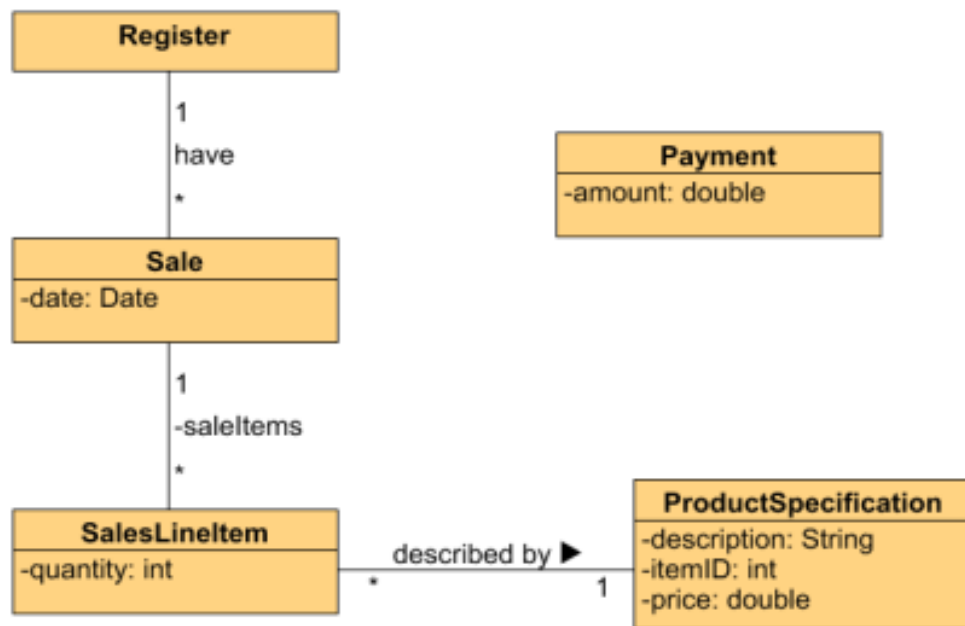 Register
1
have
*
Payment
-amount: double
Sale
-date: Date
1
-saleItems
*
SalesLineItem
-quantity: int
described by ▶
*
1
ProductSpecification
-description: String
-itemID: int
-price: double